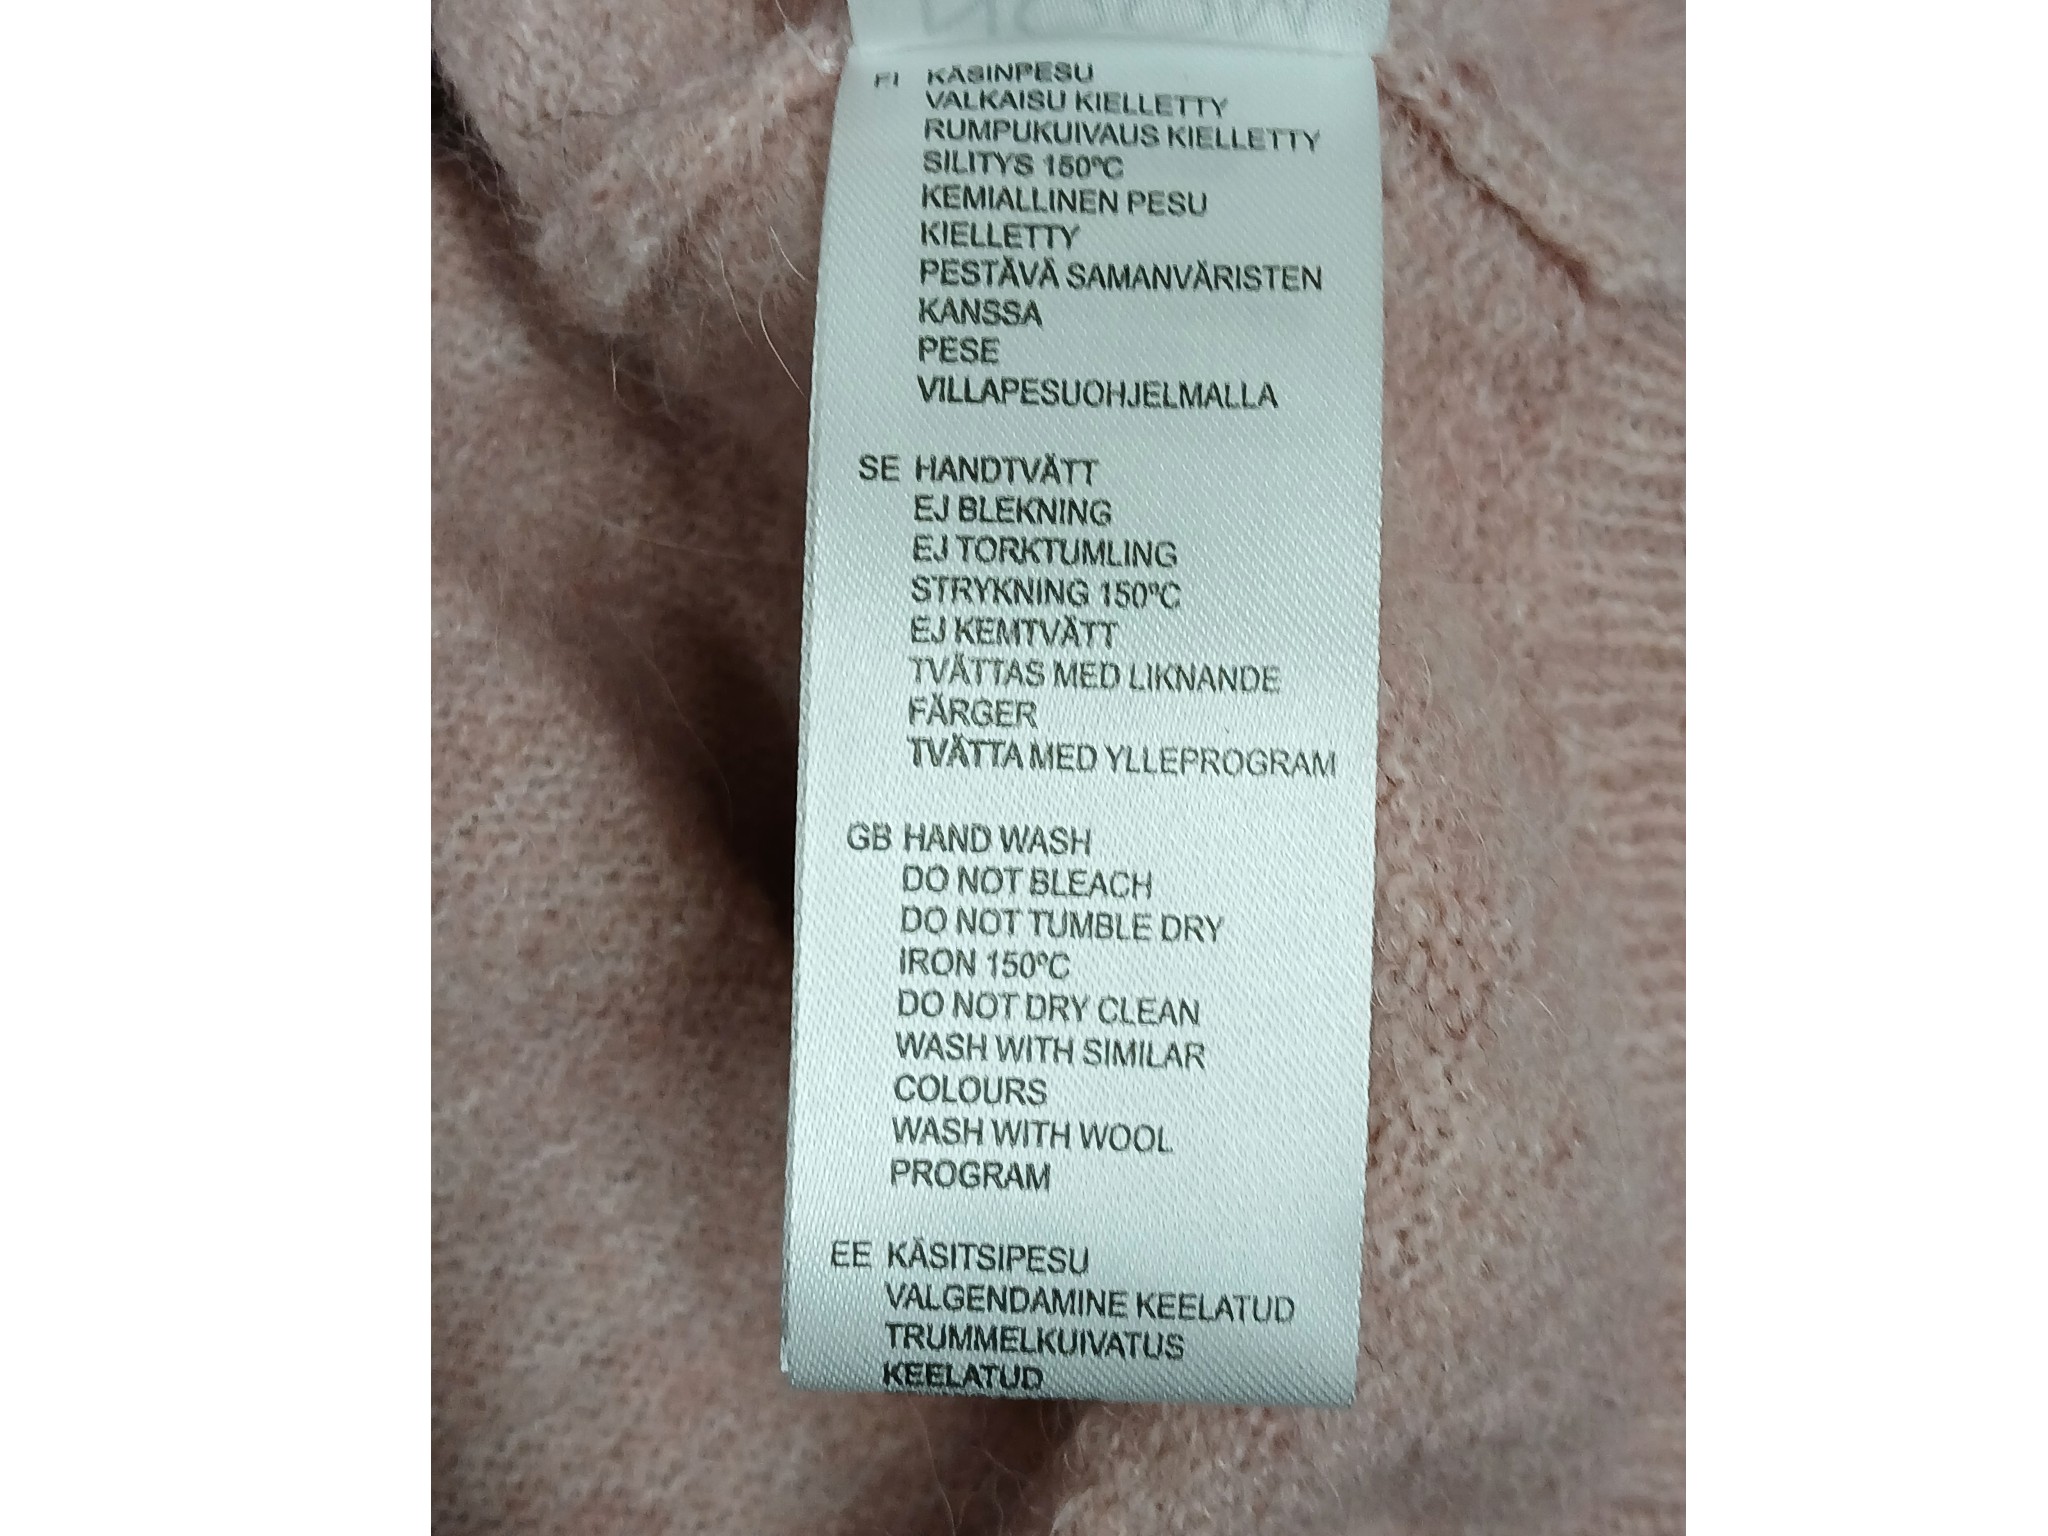 FI KÄSINPESU
VALKAISU KIELLETTY
RUMPUKUIVAUS KIELLETTY
SILITYS 150ºC
KEMIALLINEN PESU
KIELLETTY
PESTÄVÄ SAMANVÄRISTEN
KANSSA
PESE
VILLAPESUOHJELMALLA
SE HANDTVÄTT
EJ BLEKNING
EJ TORKTUMLING
STRYKNING 150ºC
EJ KEMTVÄTT
TVÄTTAS MED LIKNANDE
FÄRGER
TVÄTTA MED YLLEPROGRAM
GB HAND WASH
DO NOT BLEACH
DO NOT TUMBLE DRY
IRON 150ºC
DO NOT DRY CLEAN
WASH WITH SIMILAR
COLOURS
WASH WITH WOOL
PROGRAM
EE KÄSITSIPESU
VALGENDAMINE KEELATUD
TRUMMELKUIVATUS
KEELATUD